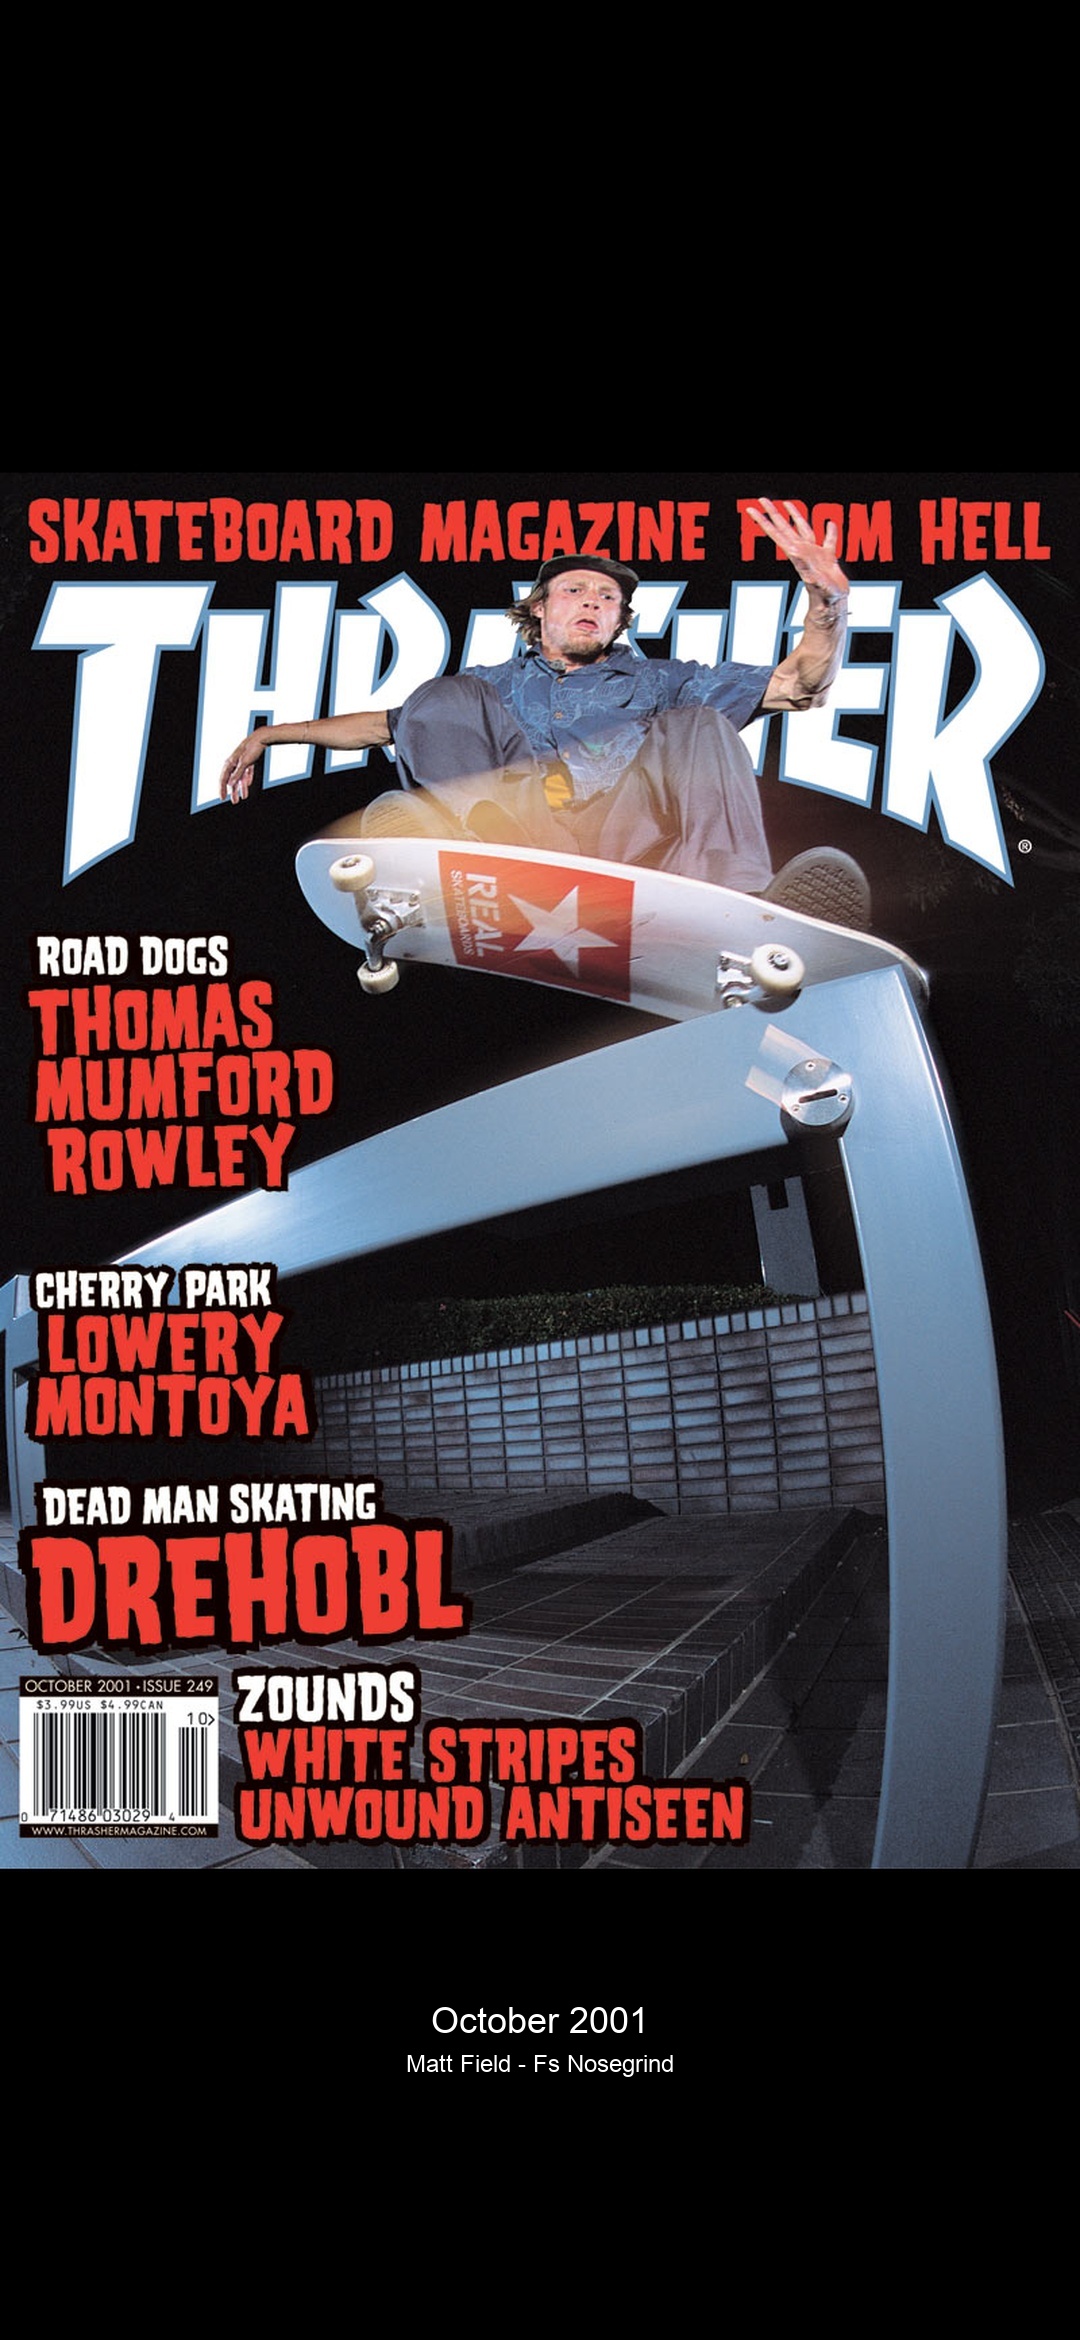 SKATEBOARD MAGAZINE FROM HELL
THRASHER
®
REAL
SKATEBOARDS
ROAD DOGS
THOMAS
MUMFORD
ROWLEY
CHERRY PARK
LOWERY
MONTOYA
DEAD MAN SKATING
DREHOBL
OCTOBER 2001 • ISSUE 249
$3.99US $4.99CAN
10>
0 71486 03029 4
WWW.THRASHERMAGAZINE.COM
ZOUNDS
WHITE STRIPES
UNWOUND ANTISEEN
October 2001
Matt Field - Fs Nosegrind